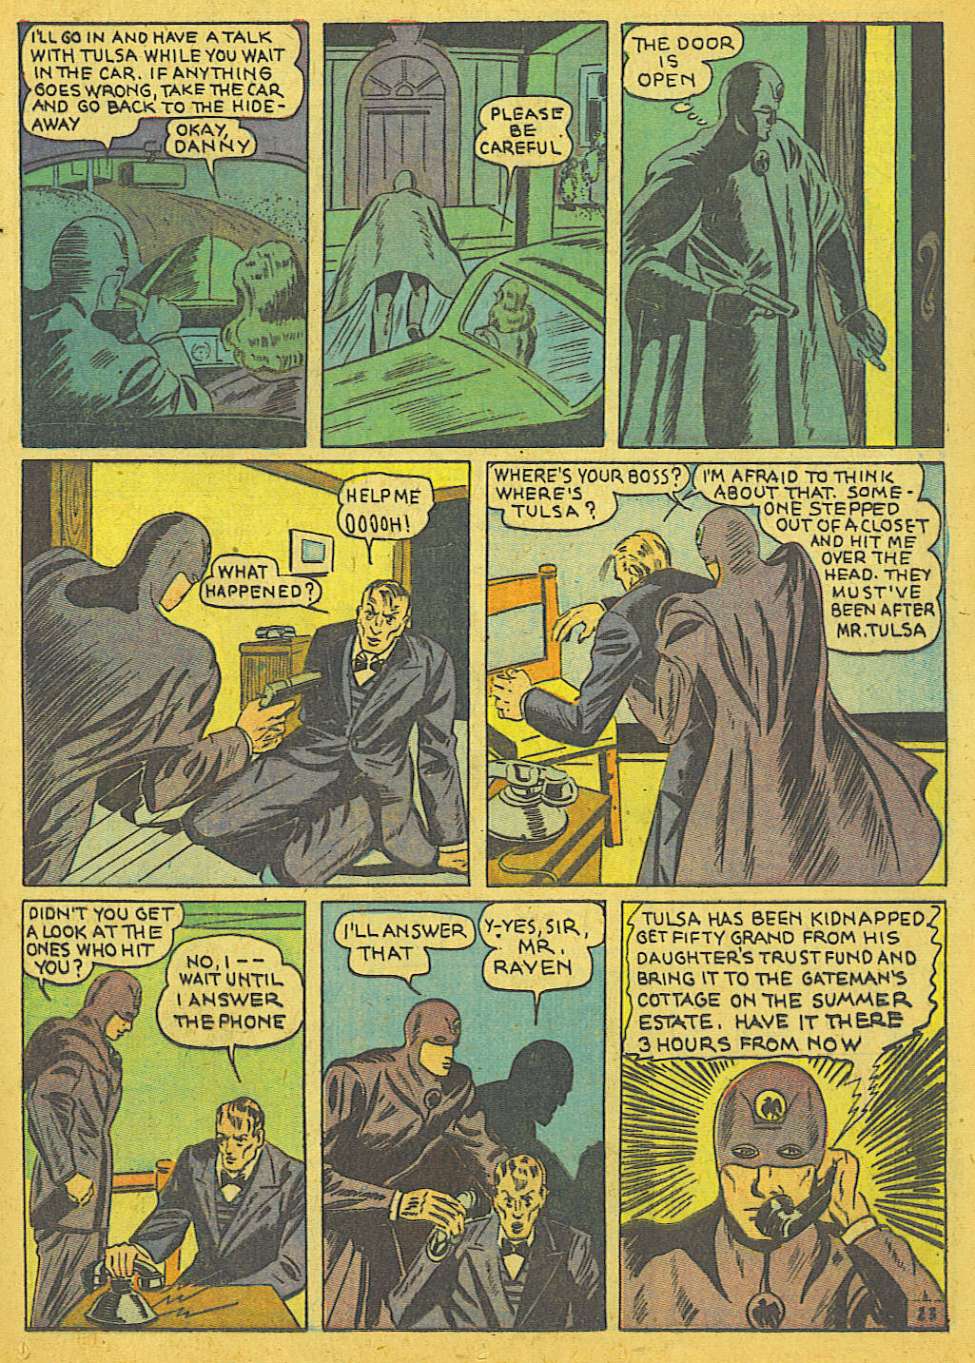 I'LL GO IN AND HAVE A TALK
WITH TULSA WHILE YOU WAIT
IN THE CAR. IF ANYTHING
GOES WRONG, TAKE THE CAR
AND GO BACK TO THE HIDE-
AWAY
OKAY,
DANNY
PLEASE
BE
CAREFUL
THE DOOR
IS
OPEN
HELP ME
OOOOH!
WHAT
HAPPENED?
WHERE'S YOUR BOSS?
WHERE'S
TULSA?
I'M AFRAID TO THINK
ABOUT THAT. SOME-
ONE STEPPED
OUT OF A CLOSET
AND HIT ME
OVER THE
HEAD. THEY
MUST'VE
BEEN AFTER
MR. TULSA
DIDN'T YOU GET
A LOOK AT THE
ONES WHO HIT
YOU?
NO, I --
WAIT UNTIL
I ANSWER
THE PHONE
I'LL ANSWER
THAT
Y-YES, SIR,
MR.
RAVEN
TULSA HAS BEEN KIDNAPPED.
GET FIFTY GRAND FROM HIS
DAUGHTER'S TRUST FUND AND
BRING IT TO THE GATEMAN'S
COTTAGE ON THE SUMMER
ESTATE. HAVE IT THERE
3 HOURS FROM NOW
A
23